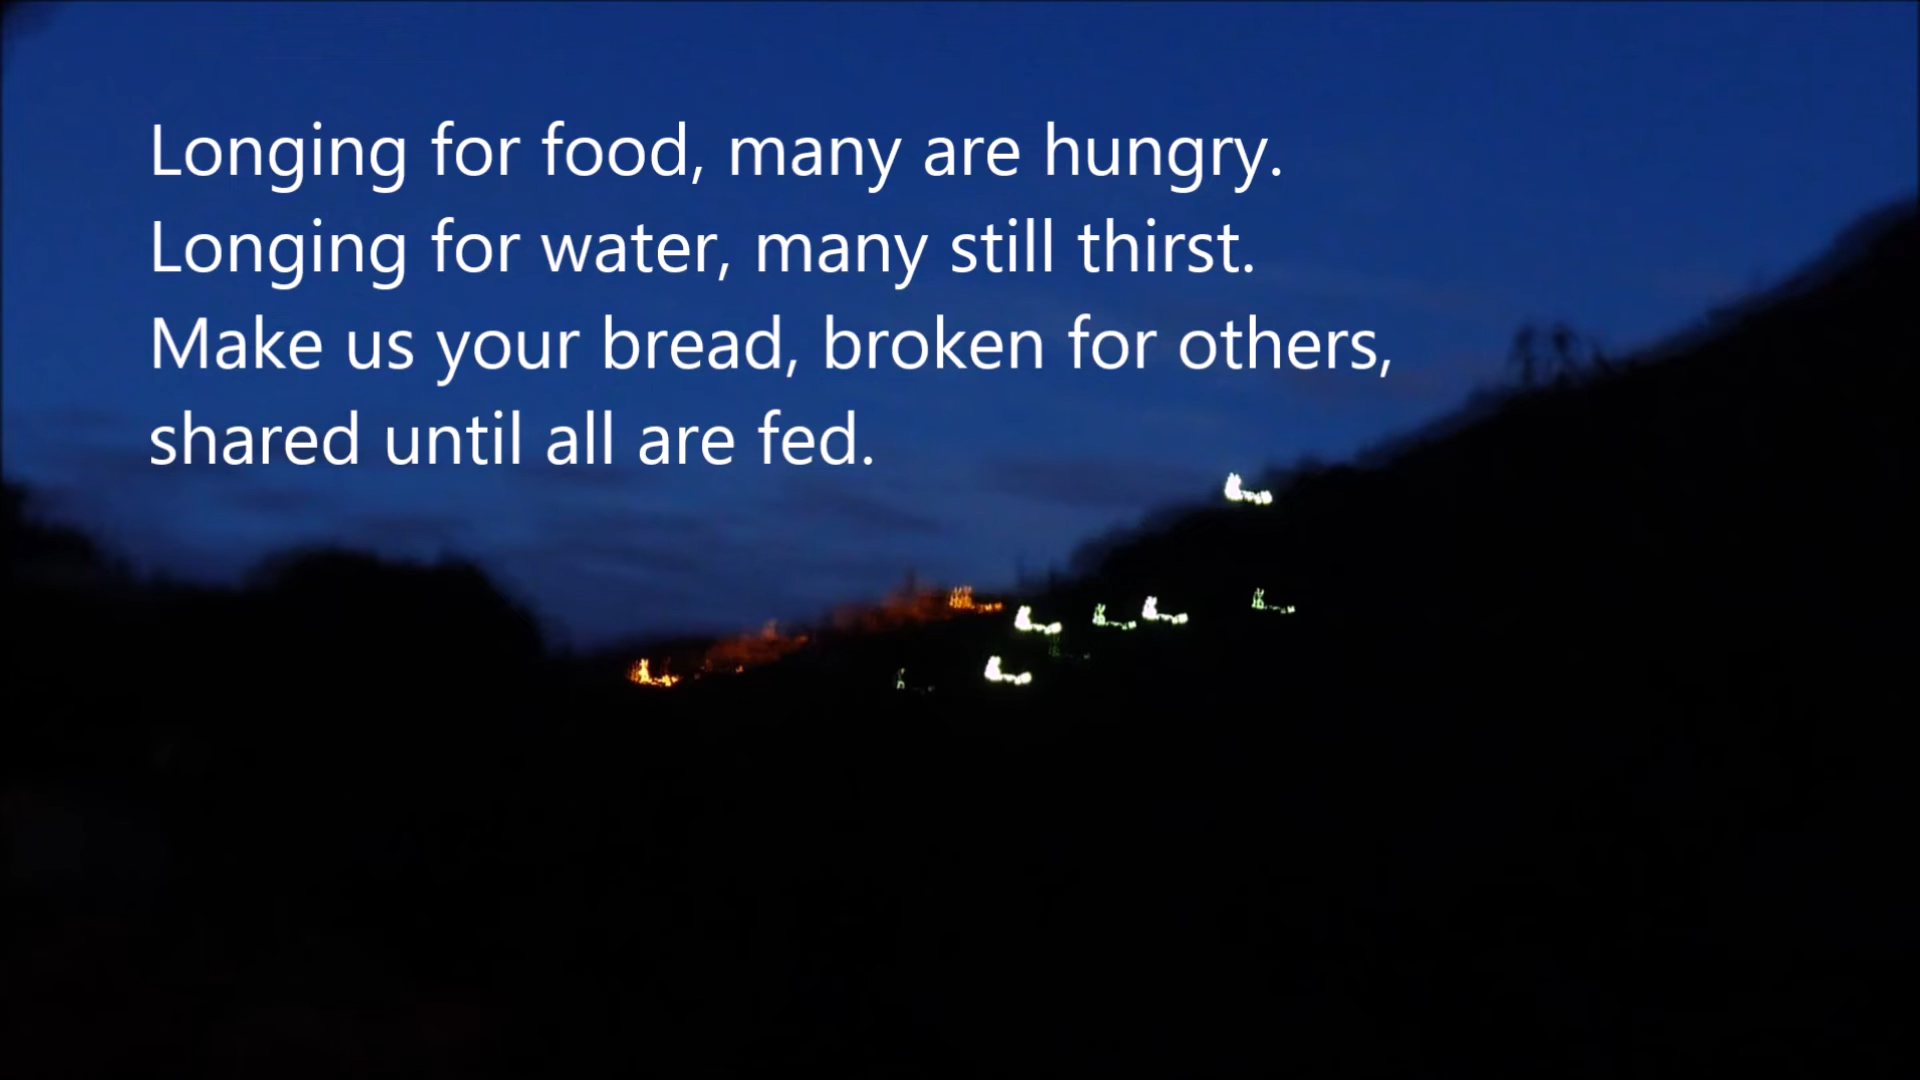 Longing for food, many are hungry.
Longing for water, many still thirst.
Make us your bread, broken for others,
shared until all are fed.